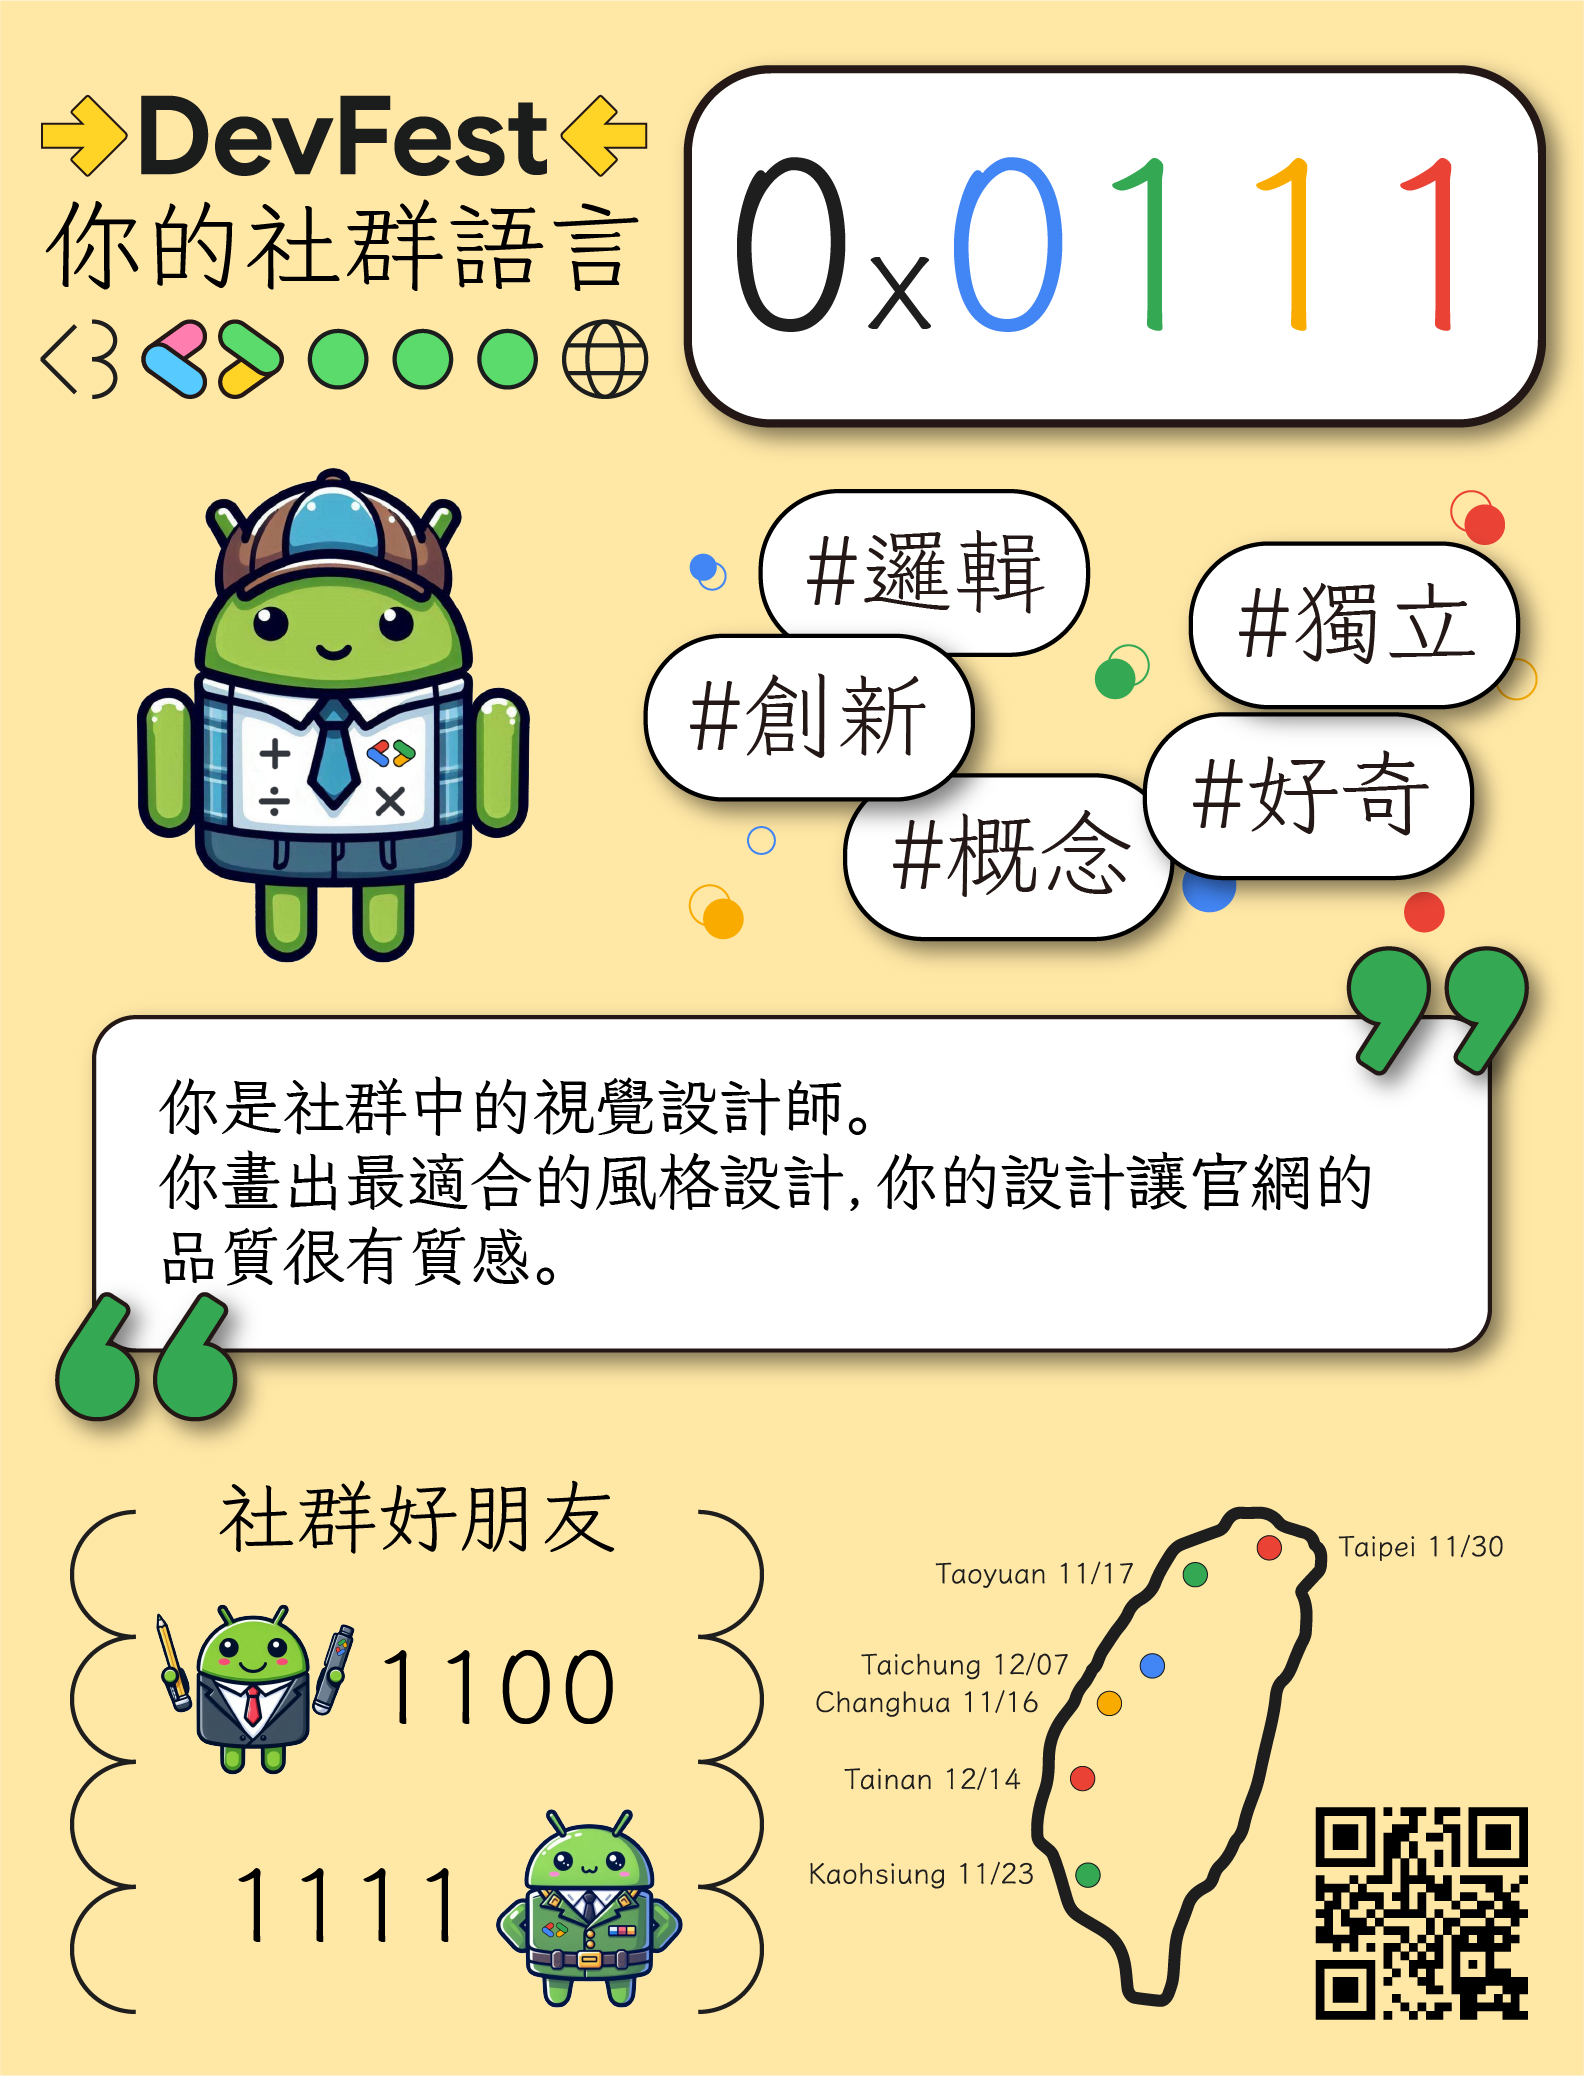 DevFest
你的社群語言
0x0111
#邏輯
#獨立
#創新
#好奇
#概念
你是社群中的視覺設計師。
你畫出最適合的風格設計,你的設計讓官網的
品質很有質感。
社群好朋友
1100
1111
Taipei 11/30
Taoyuan 11/17
Taichung 12/07
Changhua 11/16
Tainan 12/14
Kaohsiung 11/23